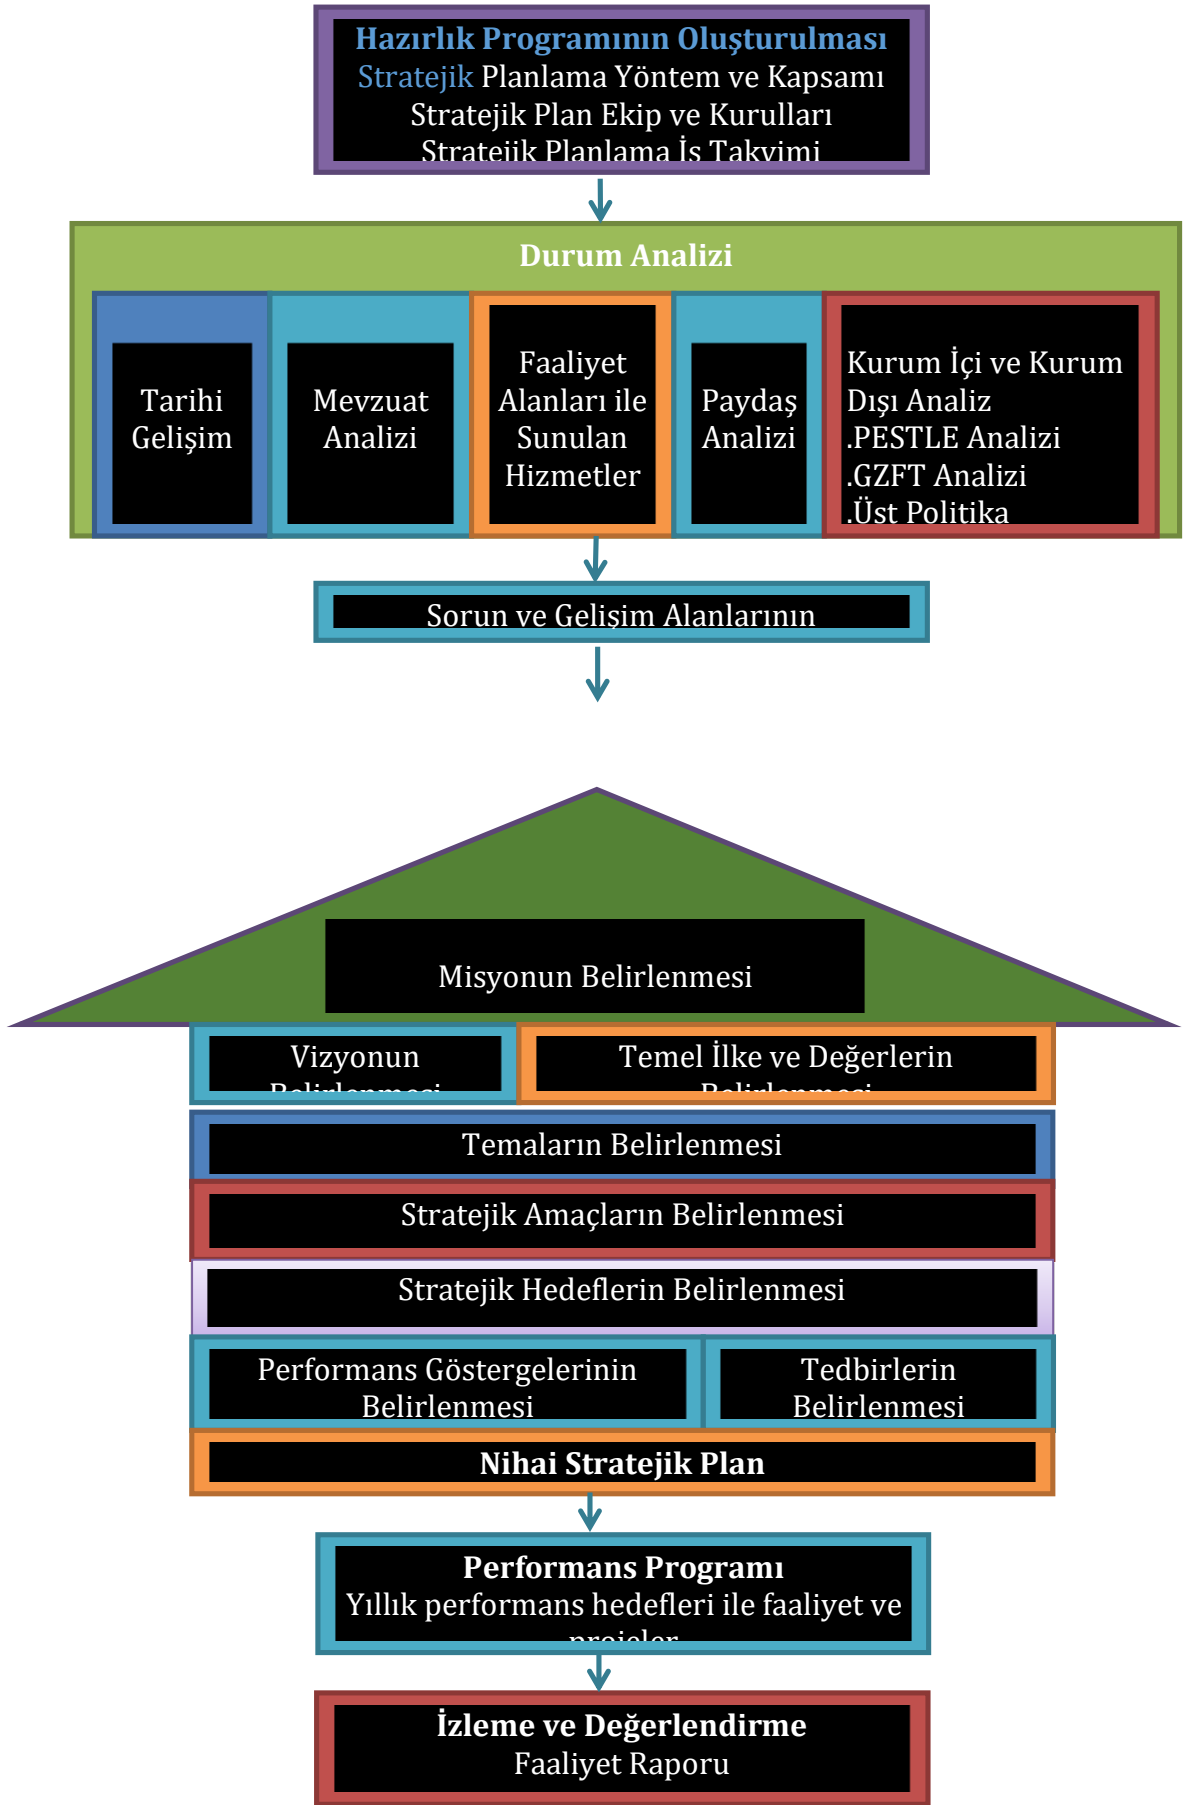 Hazırlık Programının Oluşturulması
Stratejik Planlama Yöntem ve Kapsamı
Stratejik Plan Ekip ve Kurulları
Stratejik Planlama İş Takvimi
Durum Analizi
Tarihi
Gelişim
Mevzuat
Analizi
Faaliyet
Alanları ile
Sunulan
Hizmetler
Paydaş
Analizi
Kurum İçi ve Kurum
Dışı Analiz
.PESTLE Analizi
.GZFT Analizi
.Üst Politika
Sorun ve Gelişim Alanlarının
Misyonun Belirlenmesi
Vizyonun
Belirlenmesi
Temel İlke ve Değerlerin
Belirlenmesi
Temaların Belirlenmesi
Stratejik Amaçların Belirlenmesi
Stratejik Hedeflerin Belirlenmesi
Performans Göstergelerinin
Belirlenmesi
Tedbirlerin
Belirlenmesi
Nihai Stratejik Plan
Performans Programı
Yıllık performans hedefleri ile faaliyet ve
projeler
İzleme ve Değerlendirme
Faaliyet Raporu